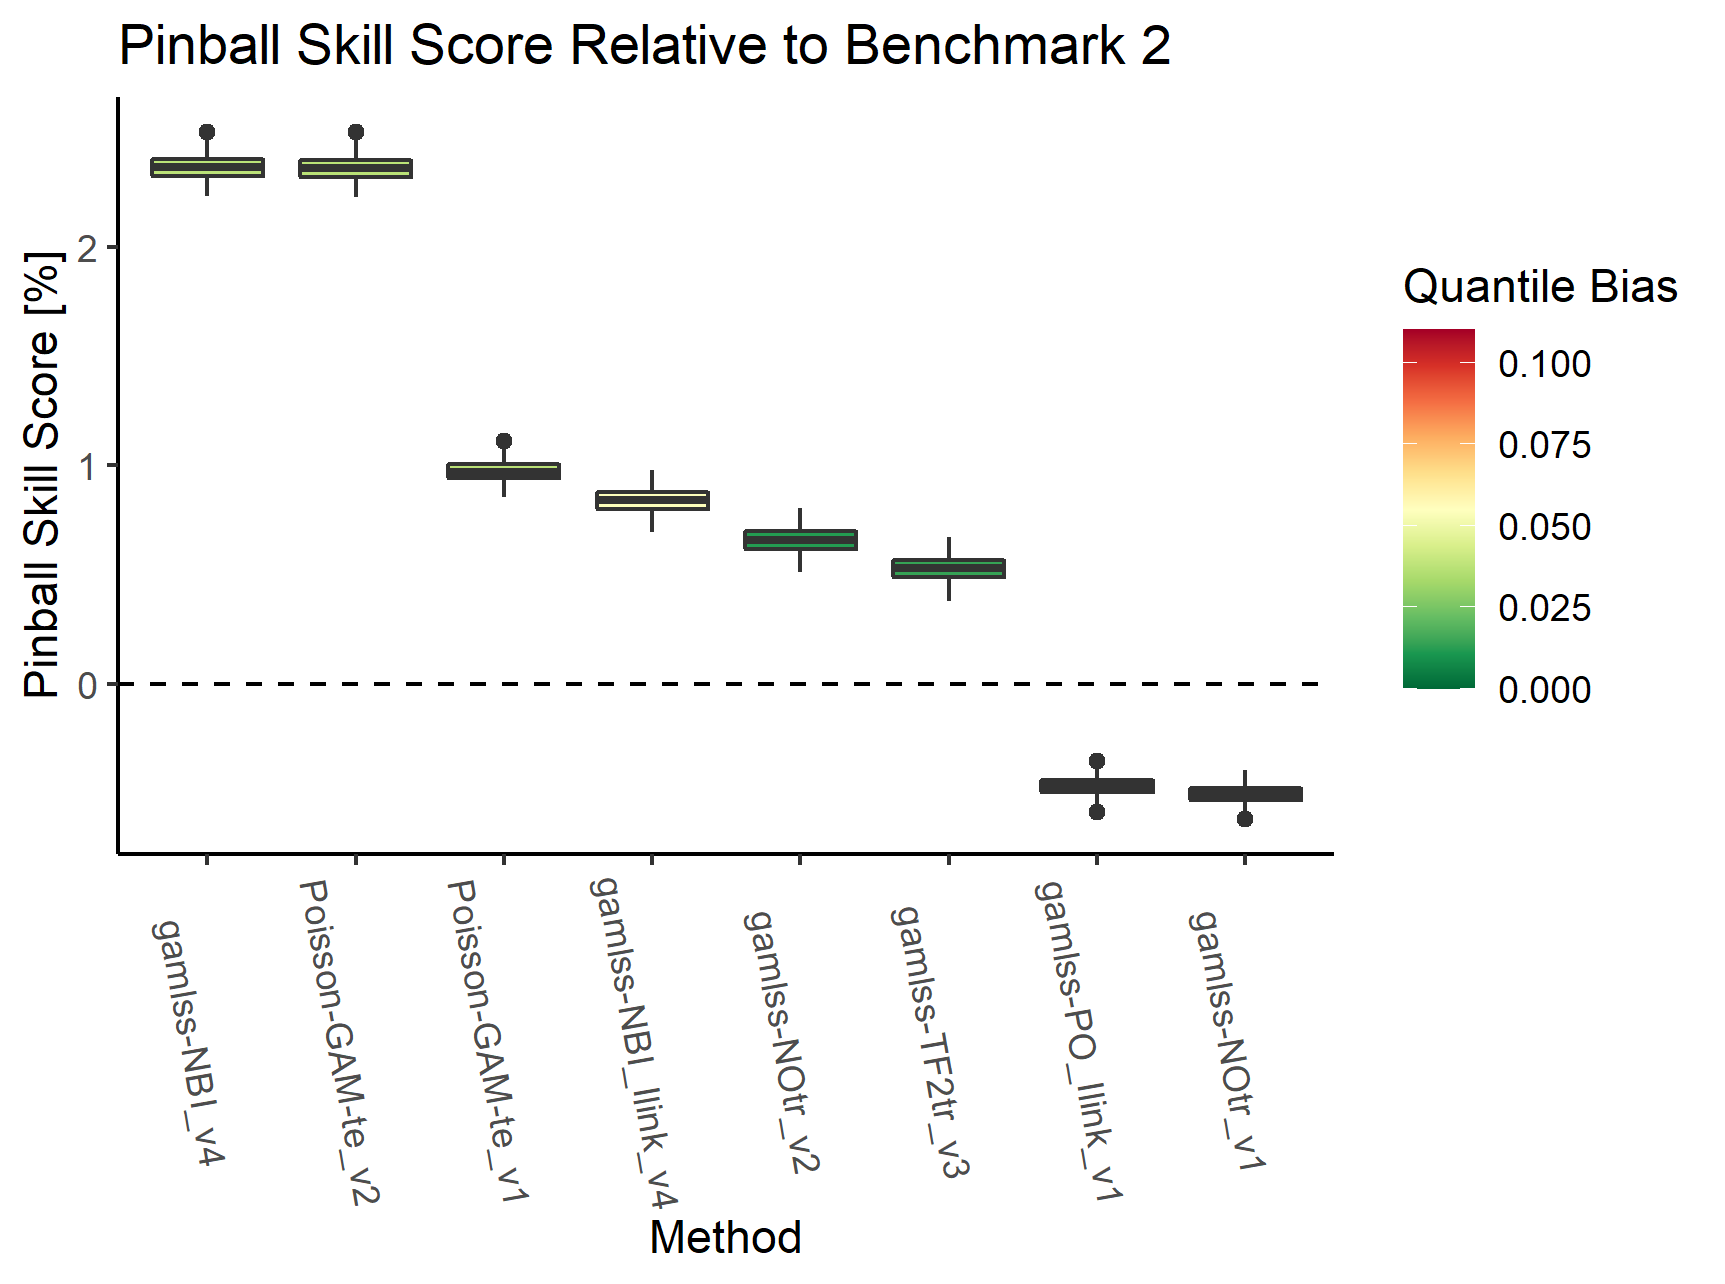 Pinball Skill Score Relative to Benchmark 2
Pinball Skill Score [%]
2
1
0
gamlss-NBI_v4
Poisson-GAM-te_v2
Poisson-GAM-te_v1
gamlss-NBI_llink_v4
gamlss-NOtr_v2
gamlss-TF2tr_v3
gamlss-PO_llink_v1
gamlss-NOtr_v1
Method
Quantile Bias
0.100
0.075
0.050
0.025
0.000